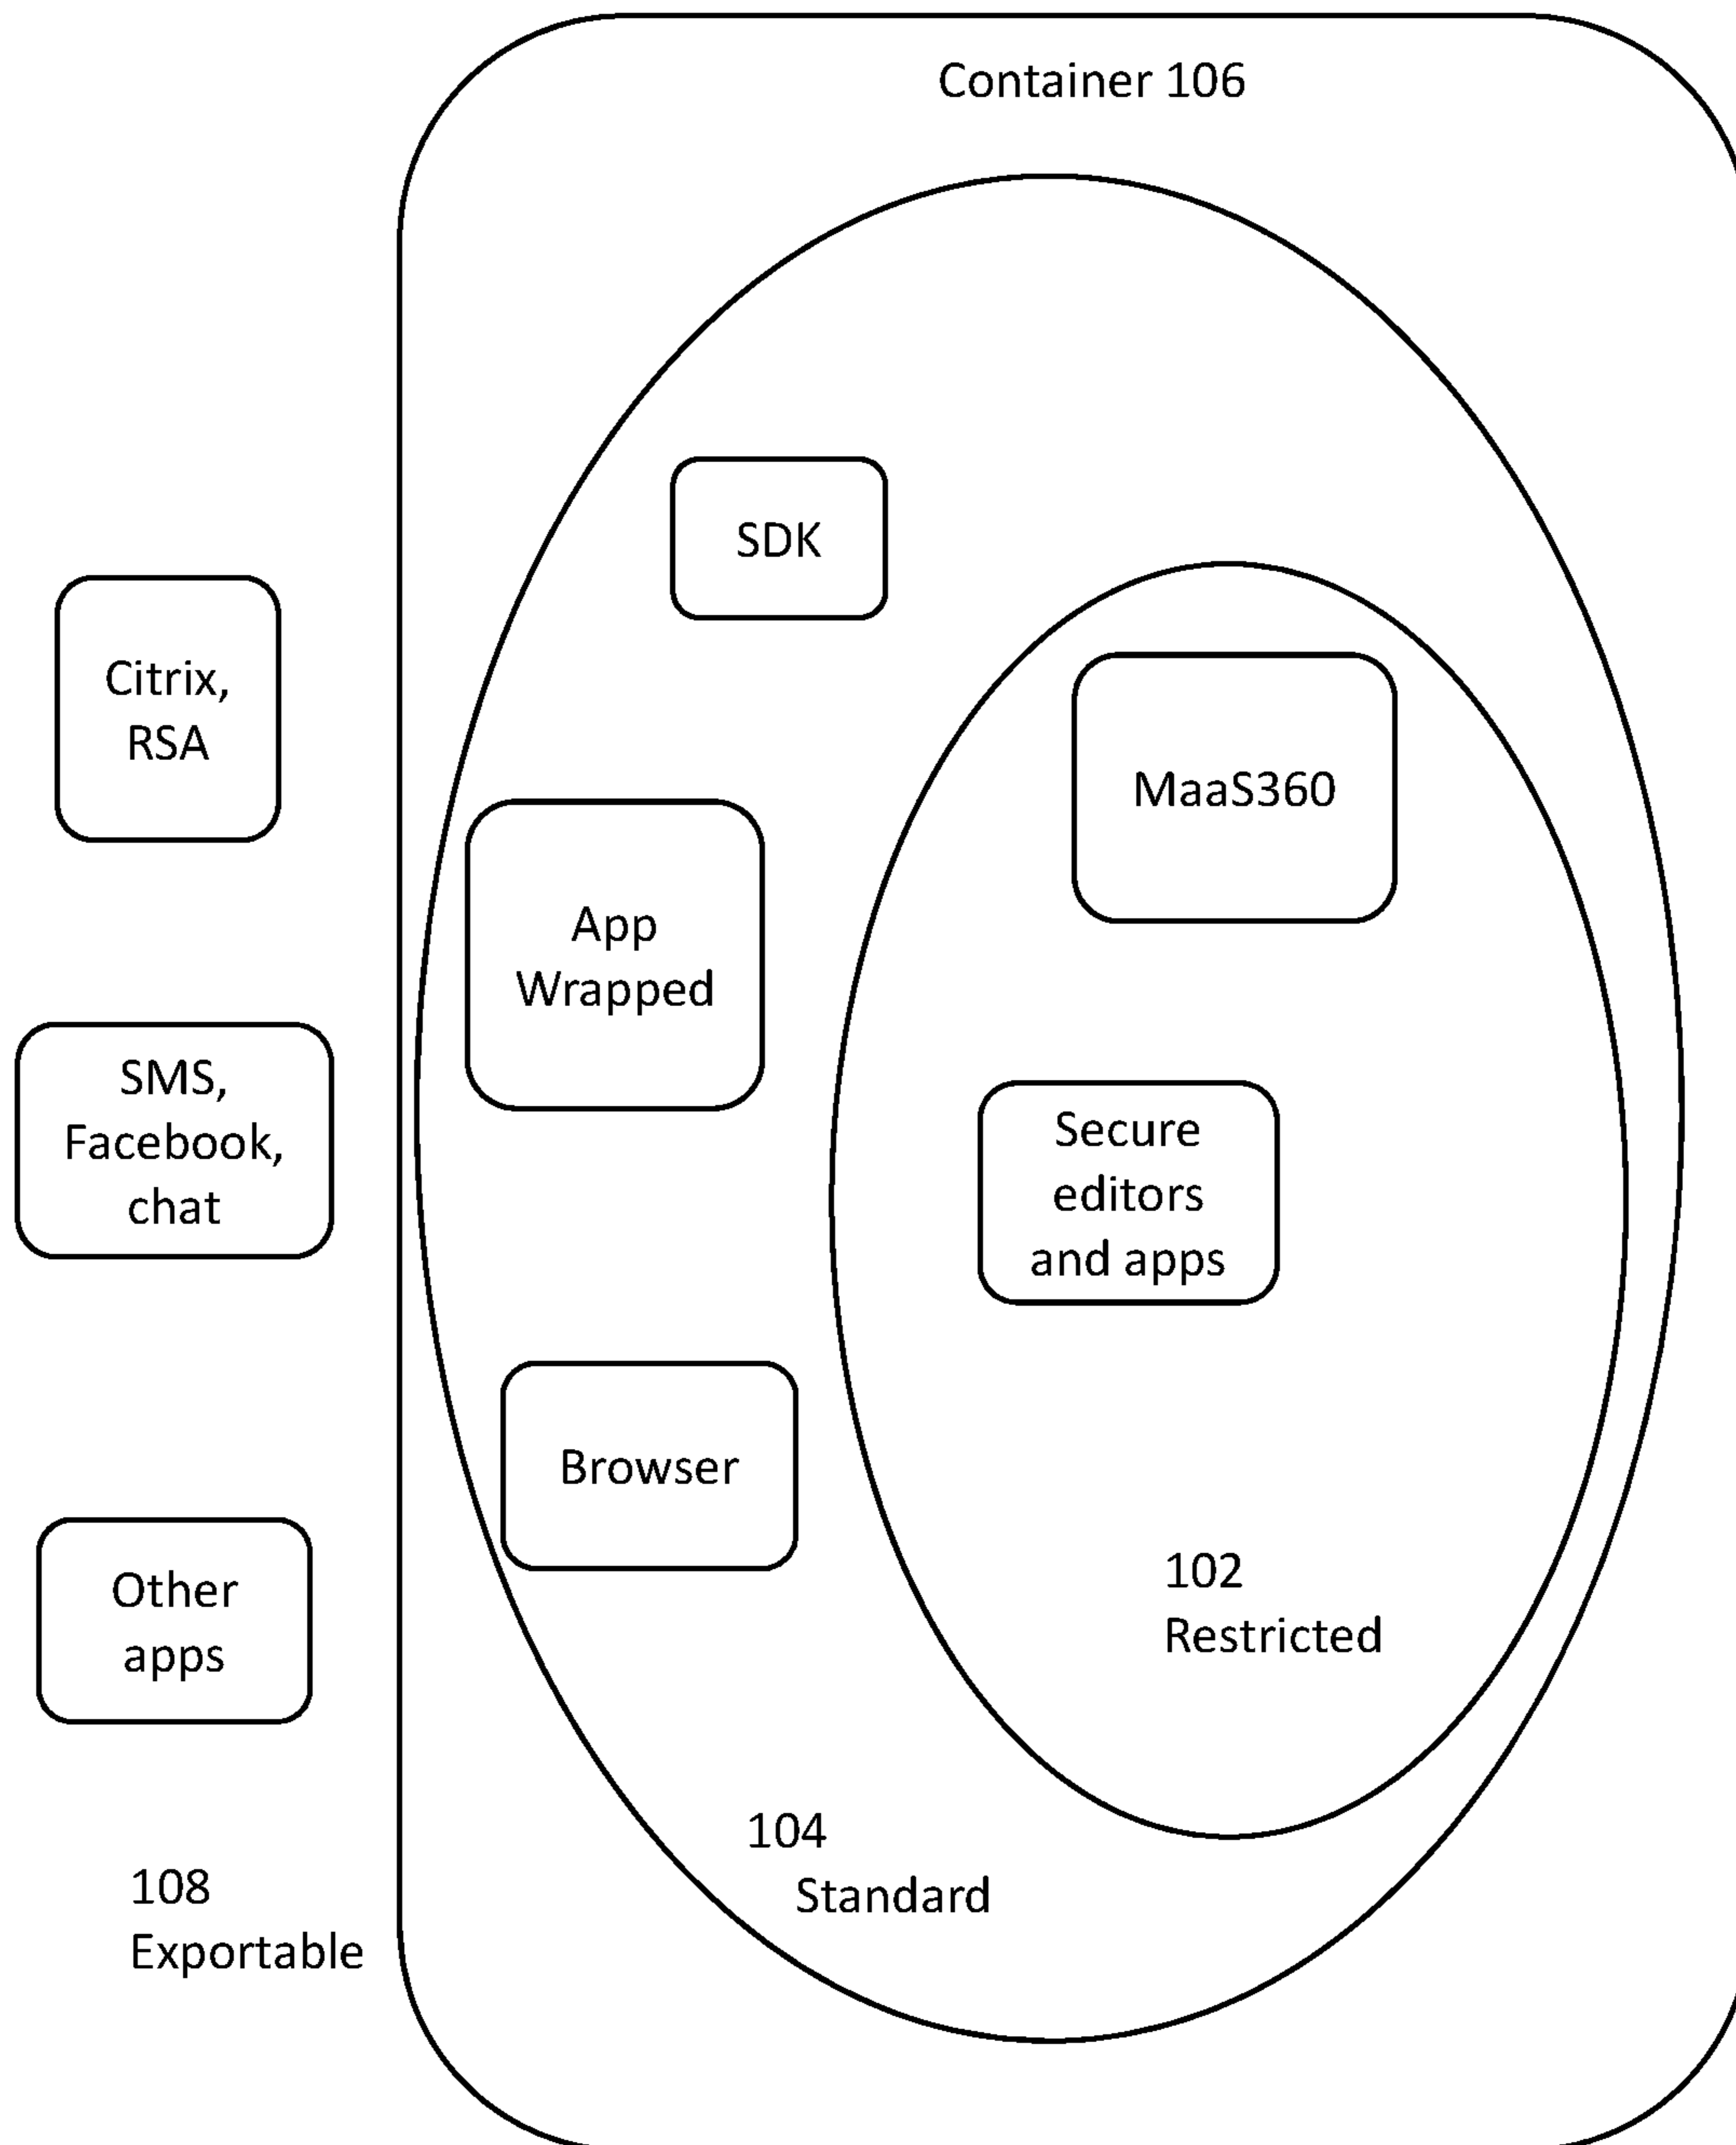 Container 106
SDK
Citrix,
RSA
MaaS360
App
Wrapped
SMS,
Facebook,
chat
Secure
editors
and apps
Browser
Other
apps
102
Restricted
104
Standard
108
Exportable